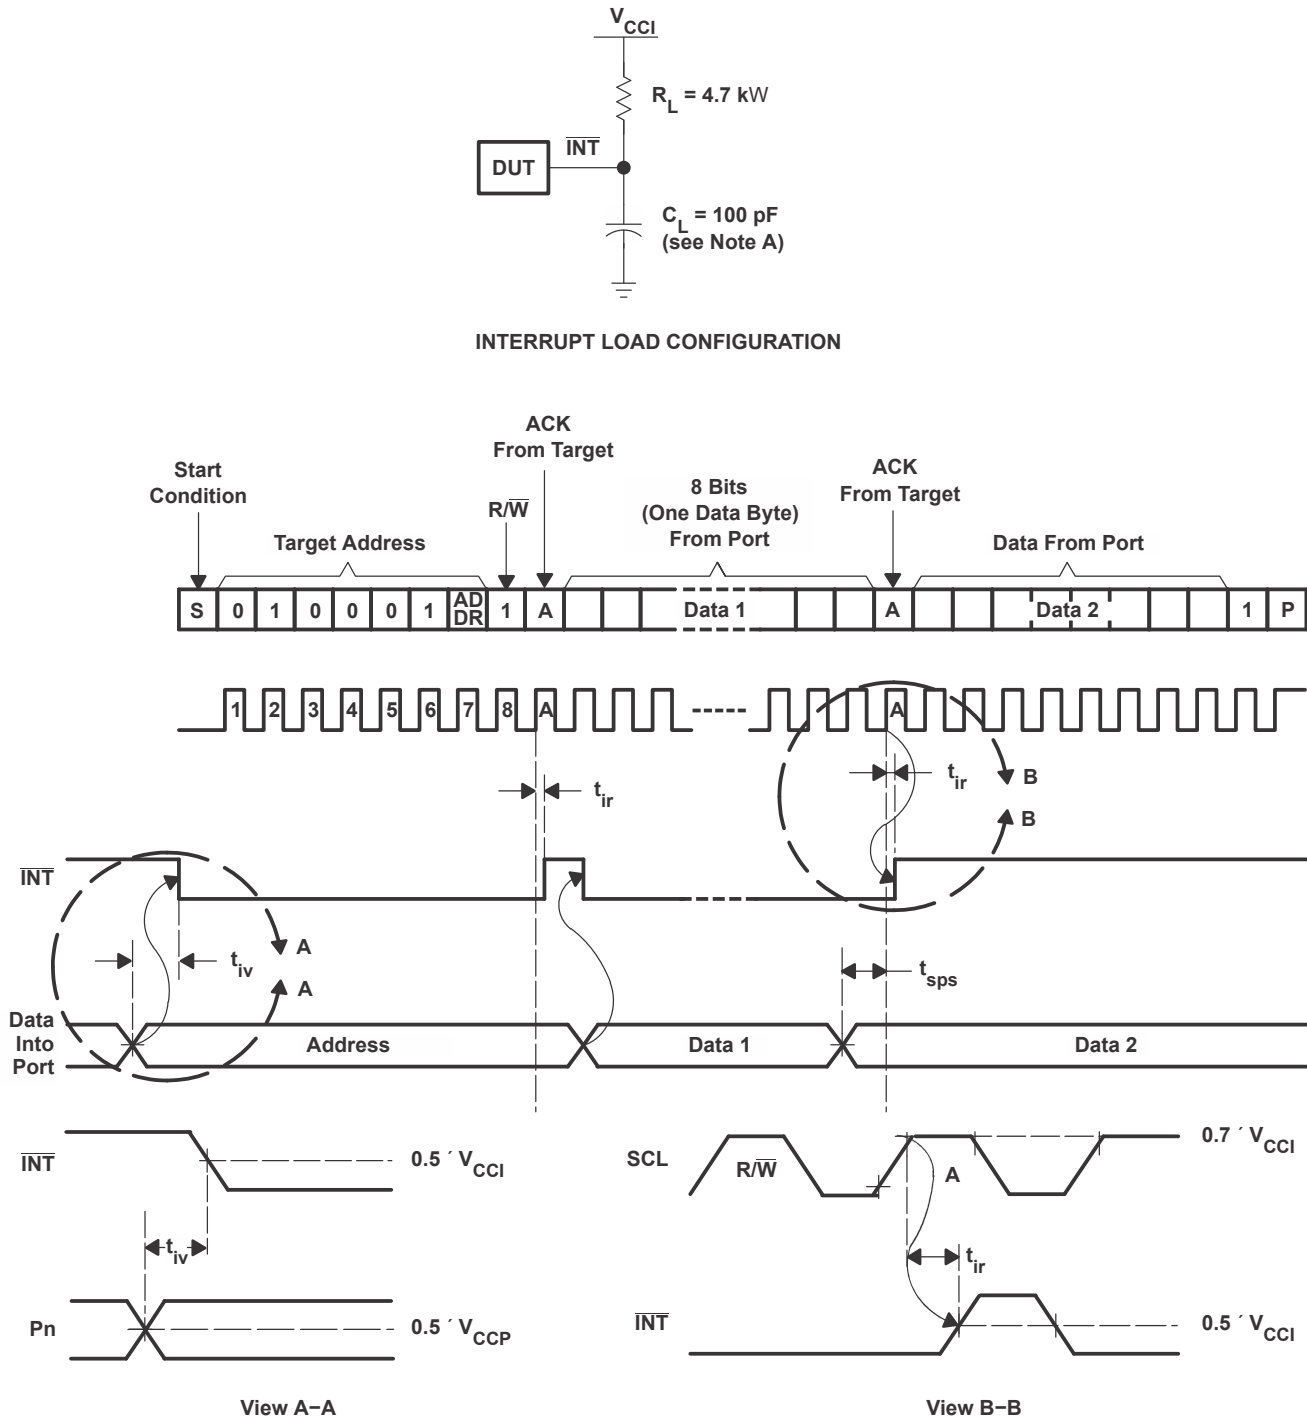 VCCI
RL = 4.7 kW
INT
DUT
CL = 100 pF
(see Note A)
INTERRUPT LOAD CONFIGURATION
ACK
From Target
Start
Condition
R/W
8 Bits
(One Data Byte)
From Port
ACK
From Target
Target Address
Data From Port
S 0 1 0 0 0 1 AD DR 1 A Data 1 A Data 2 1 P
1 2 3 4 5 6 7 8 A A
tir
tir
B
B
INT
A
A
tiv
tsps
Data
Into
Port
Address
Data 1
Data 2
INT
0.5 ´ VCCI
tiv
Pn
0.5 ´ VCCP
View A−A
SCL
R/W
A
0.7 ´ VCCI
tir
INT
0.5 ´ VCCI
View B−B